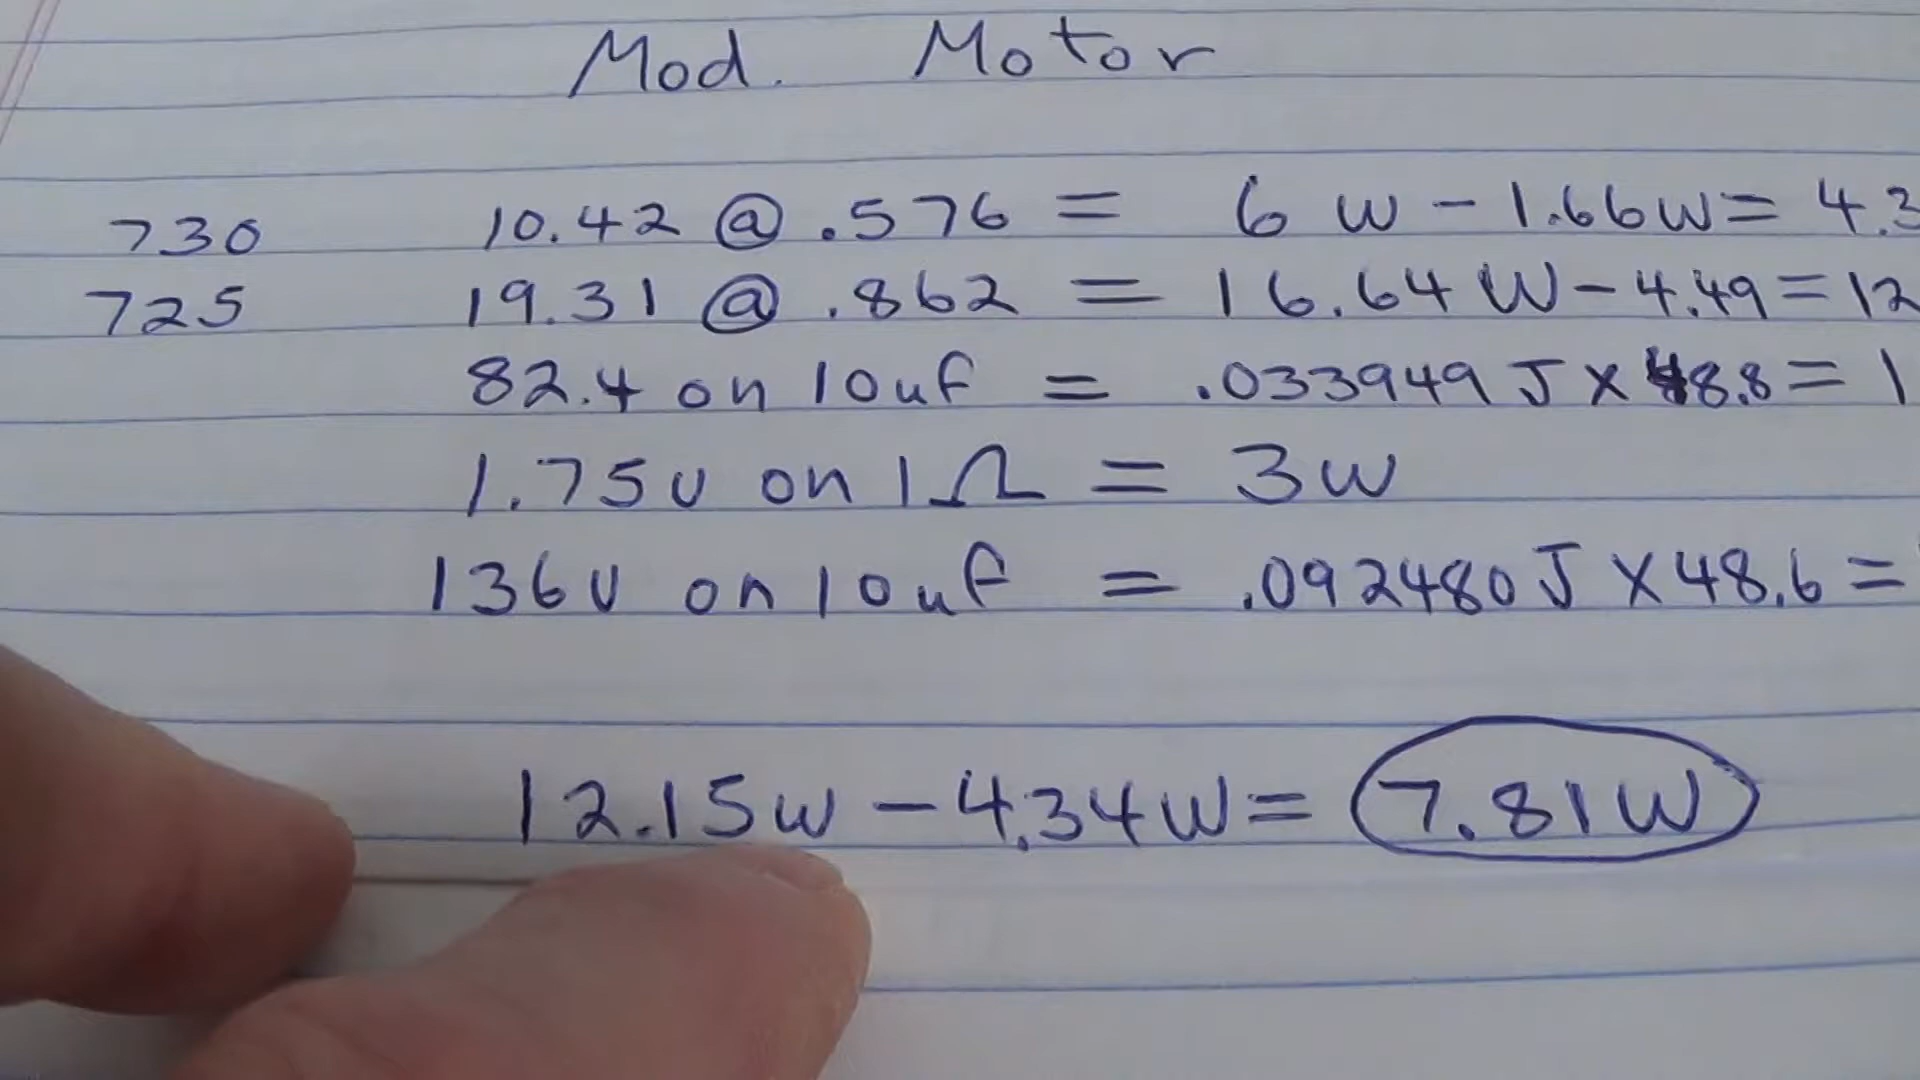 Mod. Motor
730 10.42 @ .576 = 6 W - 1.66W = 4.3
725 19.31 @ .862 = 16.64 W - 4.49 = 12
82.4 on 10uf = .033949 J X 48.8 = 1
1.75v on 1Ω = 3W
136v on 10uf = .092480J X 48.6 =
12.15W - 4.34W = 7.81W